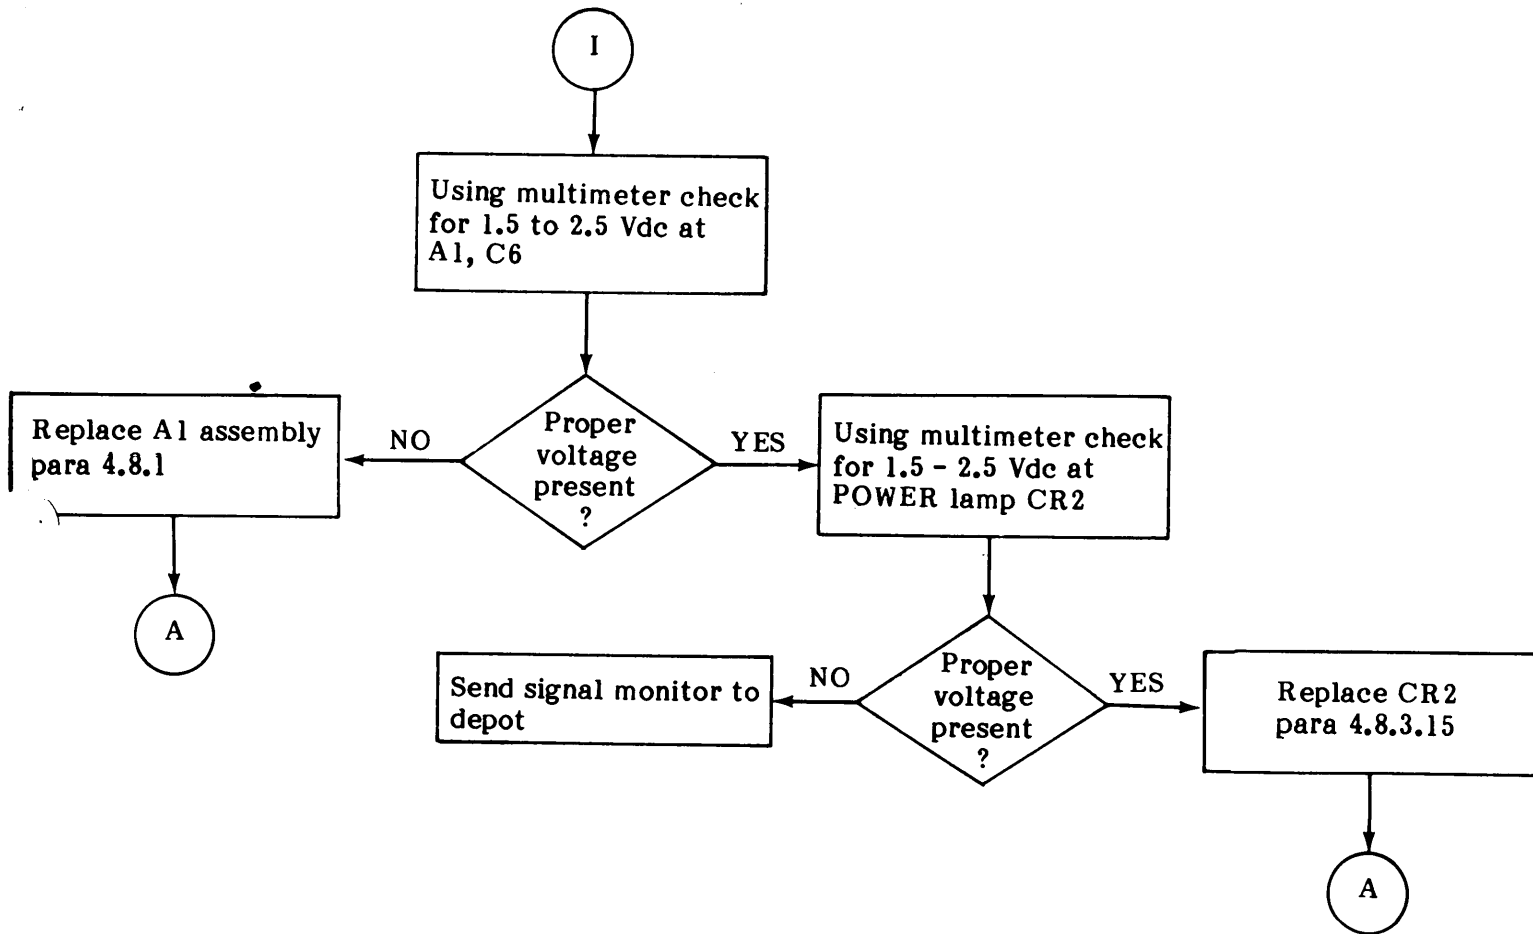 I
Using multimeter check
for 1.5 to 2.5 Vdc at
A1, C6
Proper
voltage
present
?
NO
YES
Replace A1 assembly
para 4.8.1
A
Using multimeter check
for 1.5 - 2.5 Vdc at
POWER lamp CR2
Proper
voltage
present
?
NO
YES
Send signal monitor to
depot
Replace CR2
para 4.8.3.15
A